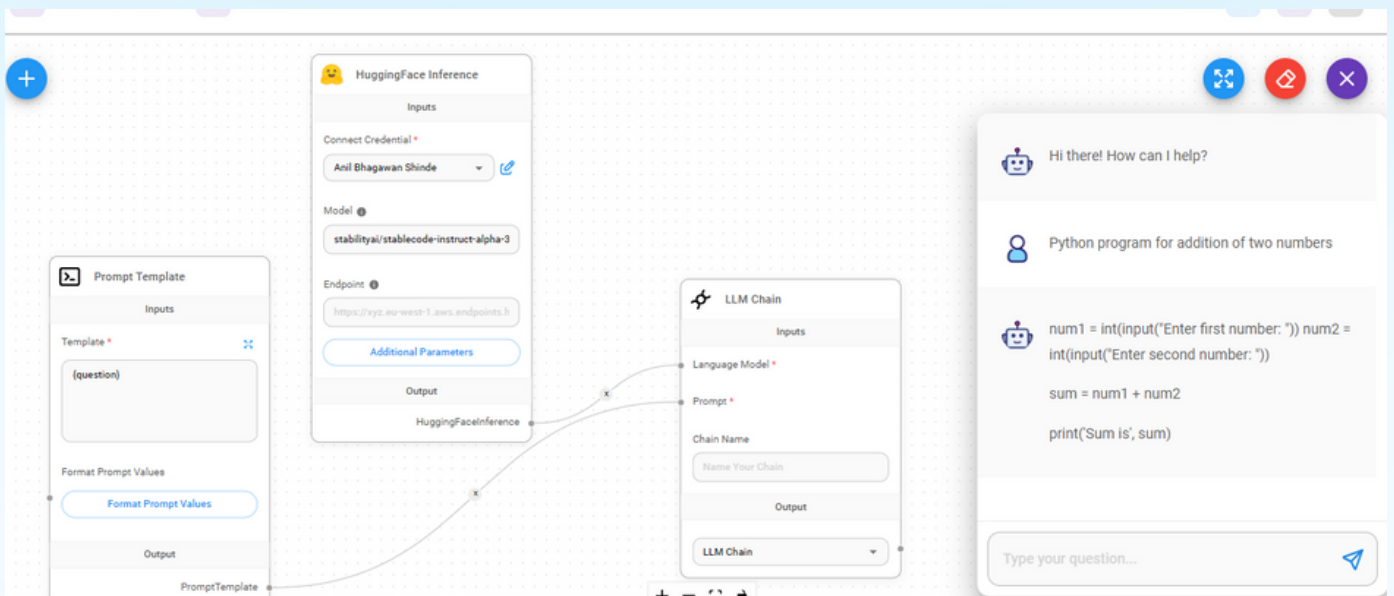 HuggingFace Inference
Inputs
Connect Credential *
Anil Bhagawan Shinde
Model
stabilityai/stablecode-instruct-alpha-3
Endpoint
https://xyz.eu-west-1.aws.endpoints.h
Additional Parameters
Output
HuggingFaceInference
Prompt Template
Inputs
Template *
{question}
Format Prompt Values
Format Prompt Values
Output
PromptTemplate
x
x
LLM Chain
Inputs
Language Model *
Prompt *
Chain Name
Name Your Chain
Output
LLM Chain
Hi there! How can I help?
Python program for addition of two numbers
num1 = int(input("Enter first number: ")) num2 =
int(input("Enter second number: "))
sum = num1 + num2
print('Sum is', sum)
Type your question...